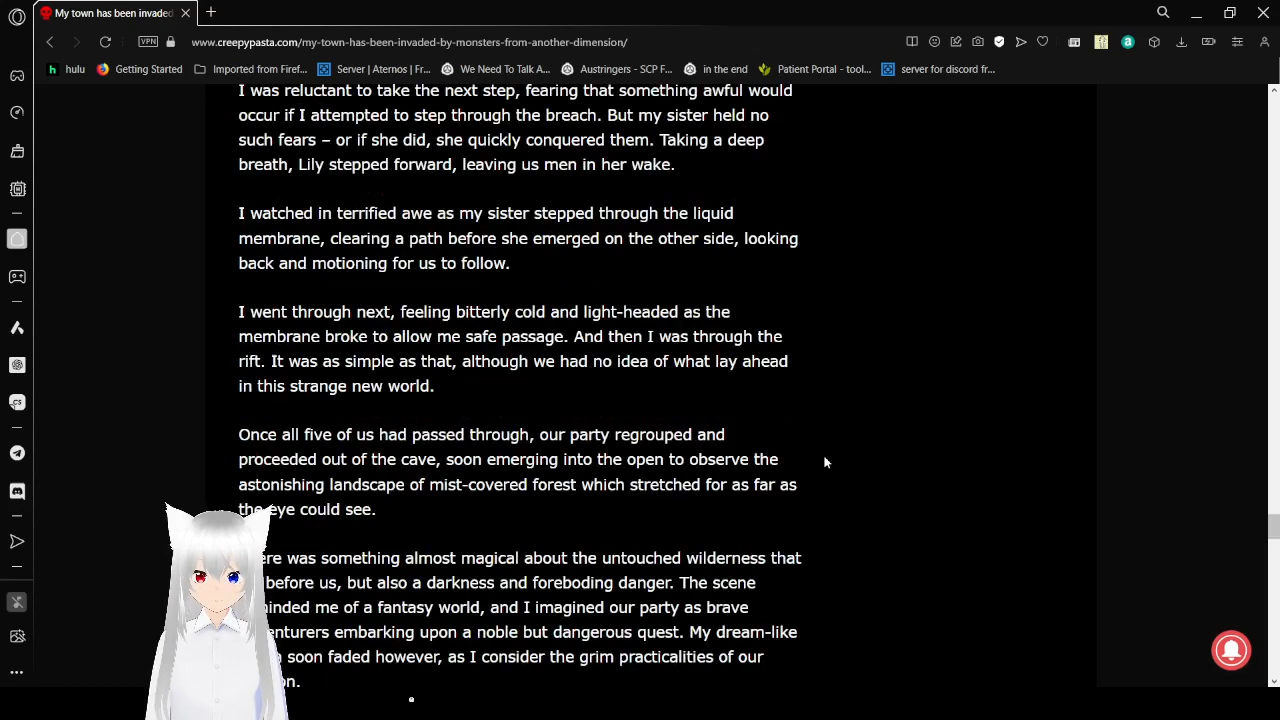 My town has been invaded
VPN
www.creepypasta.com/my-town-has-been-invaded-by-monsters-from-another-dimension/
h hulu Getting Started Imported from Firef... Server | Aternos | Fr... We Need To Talk A... Austringers - SCP F... in the end Patient Portal - tool... server for discord fr...
I was reluctant to take the next step, fearing that something awful would
occur if I attempted to step through the breach. But my sister held no
such fears – or if she did, she quickly conquered them. Taking a deep
breath, Lily stepped forward, leaving us men in her wake.
I watched in terrified awe as my sister stepped through the liquid
membrane, clearing a path before she emerged on the other side, looking
back and motioning for us to follow.
I went through next, feeling bitterly cold and light-headed as the
membrane broke to allow me safe passage. And then I was through the
rift. It was as simple as that, although we had no idea of what lay ahead
in this strange new world.
Once all five of us had passed through, our party regrouped and
proceeded out of the cave, soon emerging into the open to observe the
astonishing landscape of mist-covered forest which stretched for as far as
the eye could see.
ere was something almost magical about the untouched wilderness that
before us, but also a darkness and foreboding danger. The scene
minded me of a fantasy world, and I imagined our party as brave
enturers embarking upon a noble but dangerous quest. My dream-like
soon faded however, as I consider the grim practicalities of our
on.